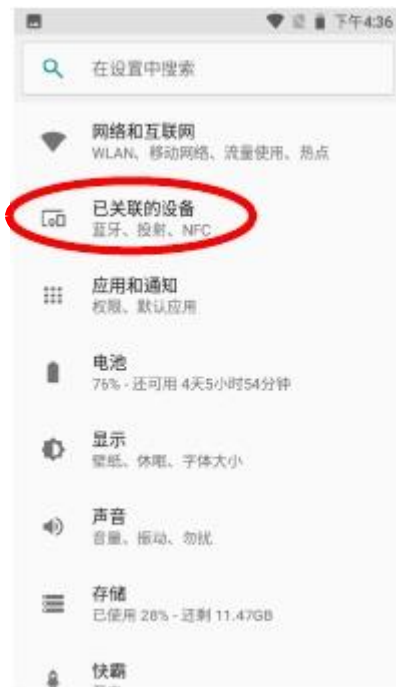 下午4:36
在设置中搜索
网络和互联网
WLAN、移动网络、流量使用、热点
已关联的设备
蓝牙、投射、NFC
应用和通知
权限、默认应用
电池
76% - 还可用 4天5小时54分钟
显示
壁纸、休眠、字体大小
声音
音量、振动、勿扰
存储
已使用 28% - 还剩 11.47GB
快霸